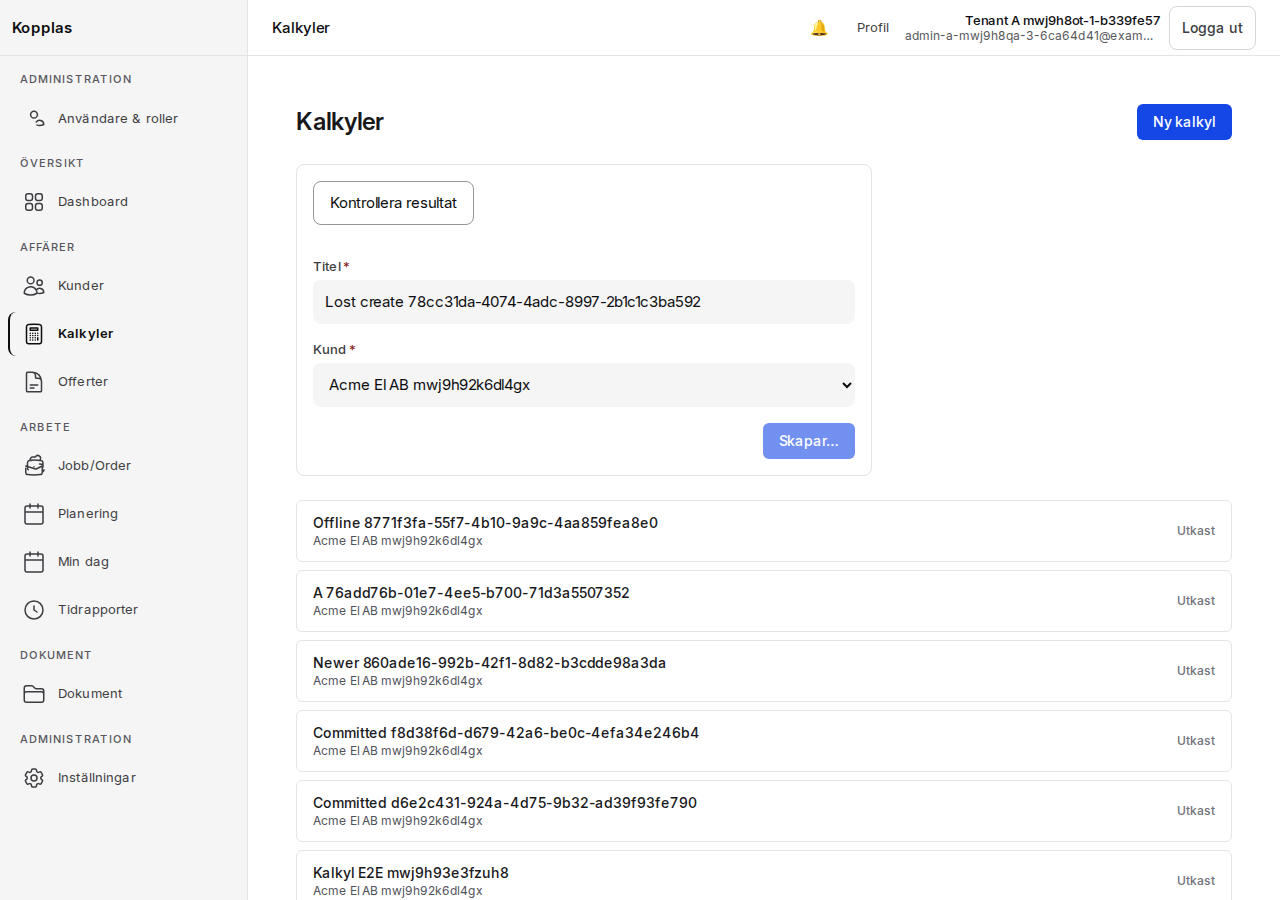 Kopplas
Kalkyler
🔔
Profil
Tenant A mwj9h8ot-1-b339fe57
admin-a-mwj9h8qa-3-6ca64d41@exam...
Logga ut
ADMINISTRATION
Användare & roller
ÖVERSIKT
Dashboard
AFFÄRER
Kunder
Kalkyler
Offerter
ARBETE
Jobb/Order
Planering
Min dag
Tidrapporter
DOKUMENT
Dokument
ADMINISTRATION
Inställningar
Kalkyler
Ny kalkyl
Kontrollera resultat
Titel *
Lost create 78cc31da-4074-4adc-8997-2b1c1c3ba592
Kund *
Acme El AB mwj9h92k6dl4gx
Skapar...
Offline 8771f3fa-55f7-4b10-9a9c-4aa859fea8e0
Acme El AB mwj9h92k6dl4gx
Utkast
A 76add76b-01e7-4ee5-b700-71d3a5507352
Acme El AB mwj9h92k6dl4gx
Utkast
Newer 860ade16-992b-42f1-8d82-b3cdde98a3da
Acme El AB mwj9h92k6dl4gx
Utkast
Committed f8d38f6d-d679-42a6-be0c-4efa34e246b4
Acme El AB mwj9h92k6dl4gx
Utkast
Committed d6e2c431-924a-4d75-9b32-ad39f93fe790
Acme El AB mwj9h92k6dl4gx
Utkast
Kalkyl E2E mwj9h93e3fzuh8
Acme El AB mwj9h92k6dl4gx
Utkast